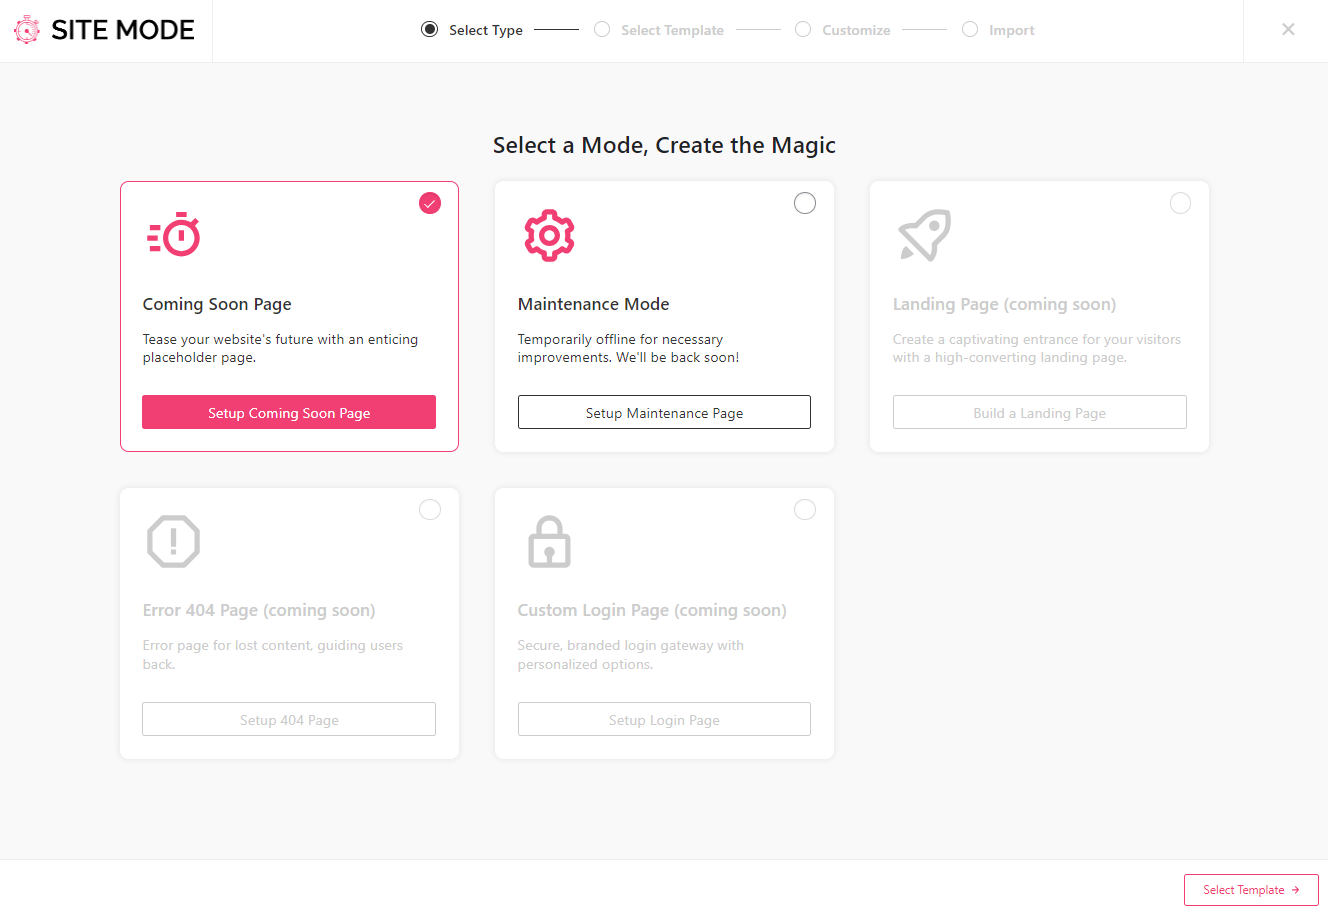 SITE MODE
Select Type
Select Template
Customize
Import
Select a Mode, Create the Magic
Coming Soon Page
Tease your website's future with an enticing
placeholder page.
Setup Coming Soon Page
Maintenance Mode
Temporarily offline for necessary
improvements. We'll be back soon!
Setup Maintenance Page
Landing Page (coming soon)
Create a captivating entrance for your visitors
with a high-converting landing page.
Build a Landing Page
Error 404 Page (coming soon)
Error page for lost content, guiding users
back.
Setup 404 Page
Custom Login Page (coming soon)
Secure, branded login gateway with
personalized options.
Setup Login Page
Select Template →